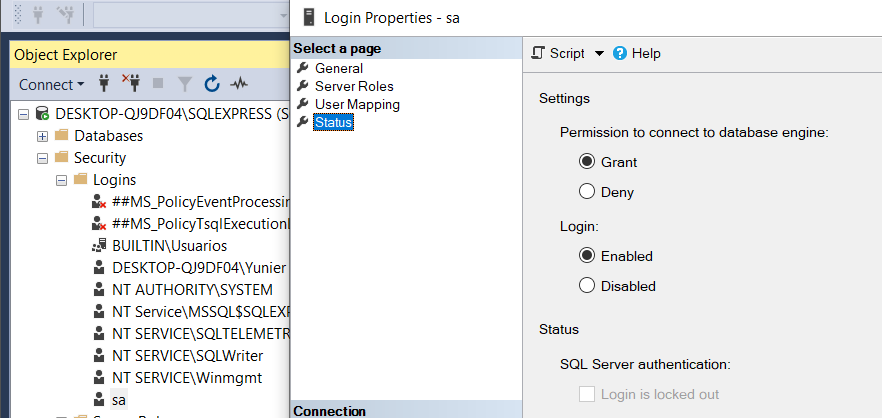 Login Properties - sa
Object Explorer
Connect
DESKTOP-QJ9DF04\SQLEXPRESS (S
Databases
Security
Logins
##MS_PolicyEventProcessin
##MS_PolicyTsqlExecutionL
BUILTIN\Usuarios
DESKTOP-QJ9DF04\Yunier
NT AUTHORITY\SYSTEM
NT Service\MSSQL$SQLEXP
NT SERVICE\SQLTELEMETR
NT SERVICE\SQLWriter
NT SERVICE\Winmgmt
sa
Select a page
General
Server Roles
User Mapping
Status
Connection
Script
Help
Settings
Permission to connect to database engine:
Grant
Deny
Login:
Enabled
Disabled
Status
SQL Server authentication:
Login is locked out